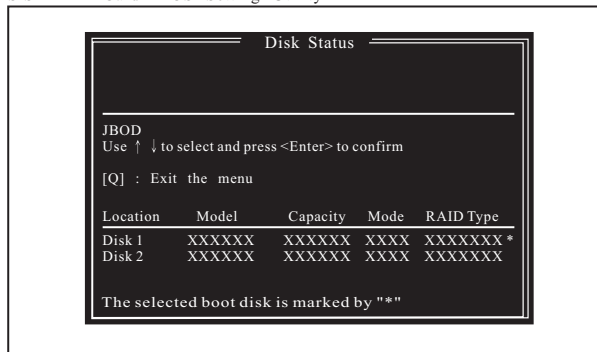 Disk Status
JBOD
Use ↑ ↓ to select and press <Enter> to confirm
[Q] : Exit the menu
Location Model Capacity Mode RAID Type
Disk 1 XXXXXX XXXXXX XXXX XXXXXXX *
Disk 2 XXXXXX XXXXXX XXXX XXXXXXX
The selected boot disk is marked by "*"